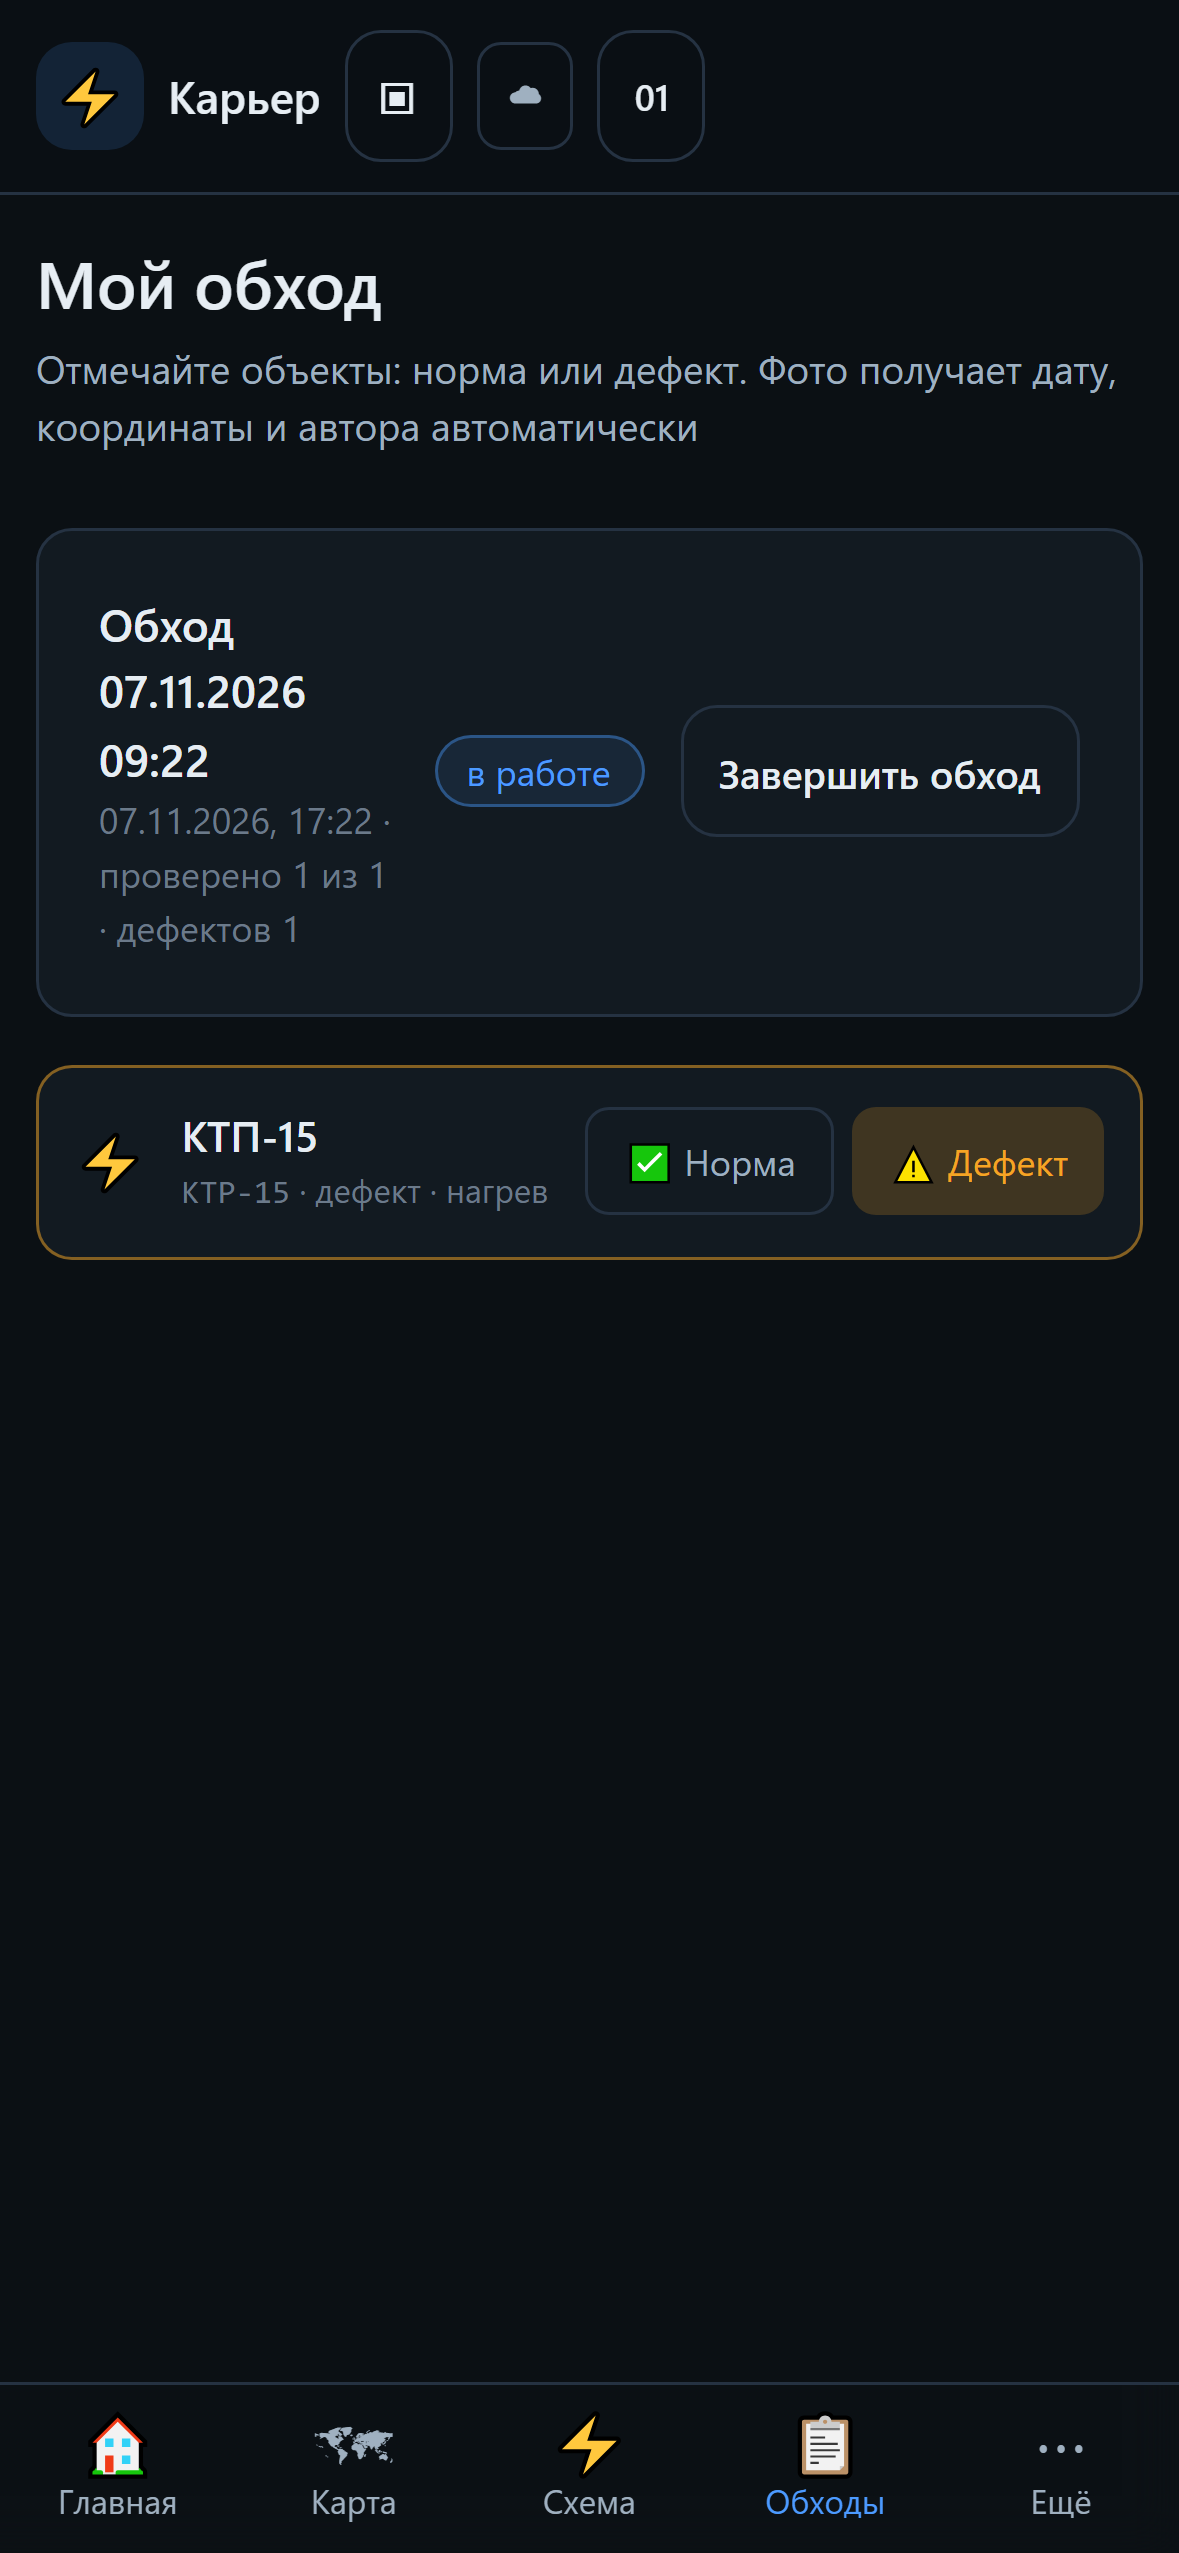 Карьер
01
Мой обход
Отмечайте объекты: норма или дефект. Фото получает дату,
координаты и автора автоматически
Обход
07.11.2026
09:22
07.11.2026, 17:22 ·
проверено 1 из 1
· дефектов 1
в работе
Завершить обход
КТП-15
KTP-15 · дефект · нагрев
Норма
Дефект
Главная
Карта
Схема
Обходы
Ещё